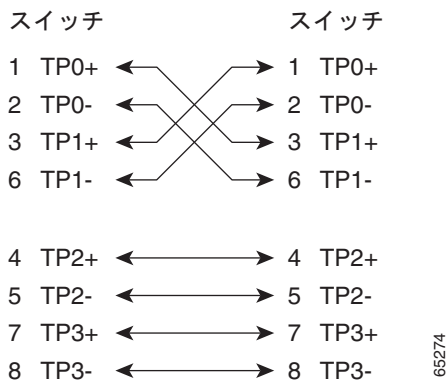 スイッチ スイッチ
1 TP0+ 1 TP0+
2 TP0- 2 TP0-
3 TP1+ 3 TP1+
6 TP1- 6 TP1-
4 TP2+ 4 TP2+
5 TP2- 5 TP2-
7 TP3+ 7 TP3+
8 TP3- 8 TP3-
65274